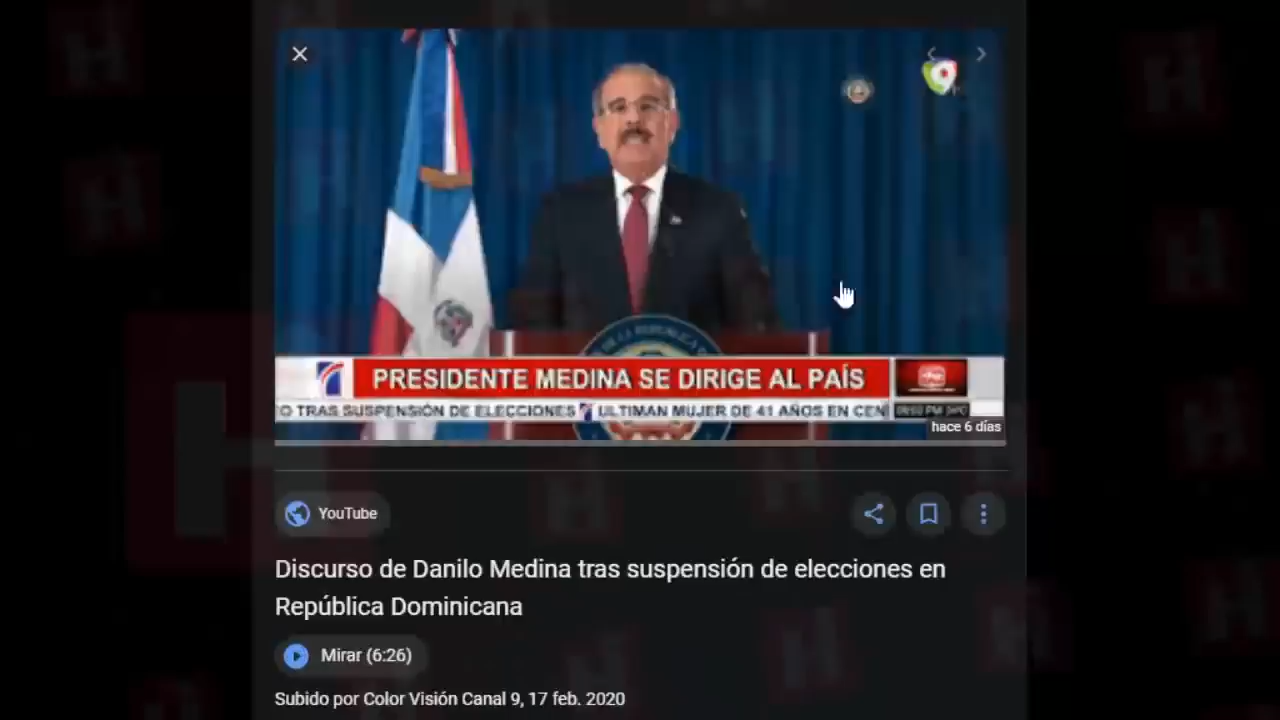 PRESIDENTE MEDINA SE DIRIGE AL PAÍS
O TRAS SUSPENSIÓN DE ELECCIONES ULTIMAN MUJER DE 41 AÑOS EN CEN
hace 6 días
YouTube
Discurso de Danilo Medina tras suspensión de elecciones en
República Dominicana
Mirar (6:26)
Subido por Color Visión Canal 9, 17 feb. 2020